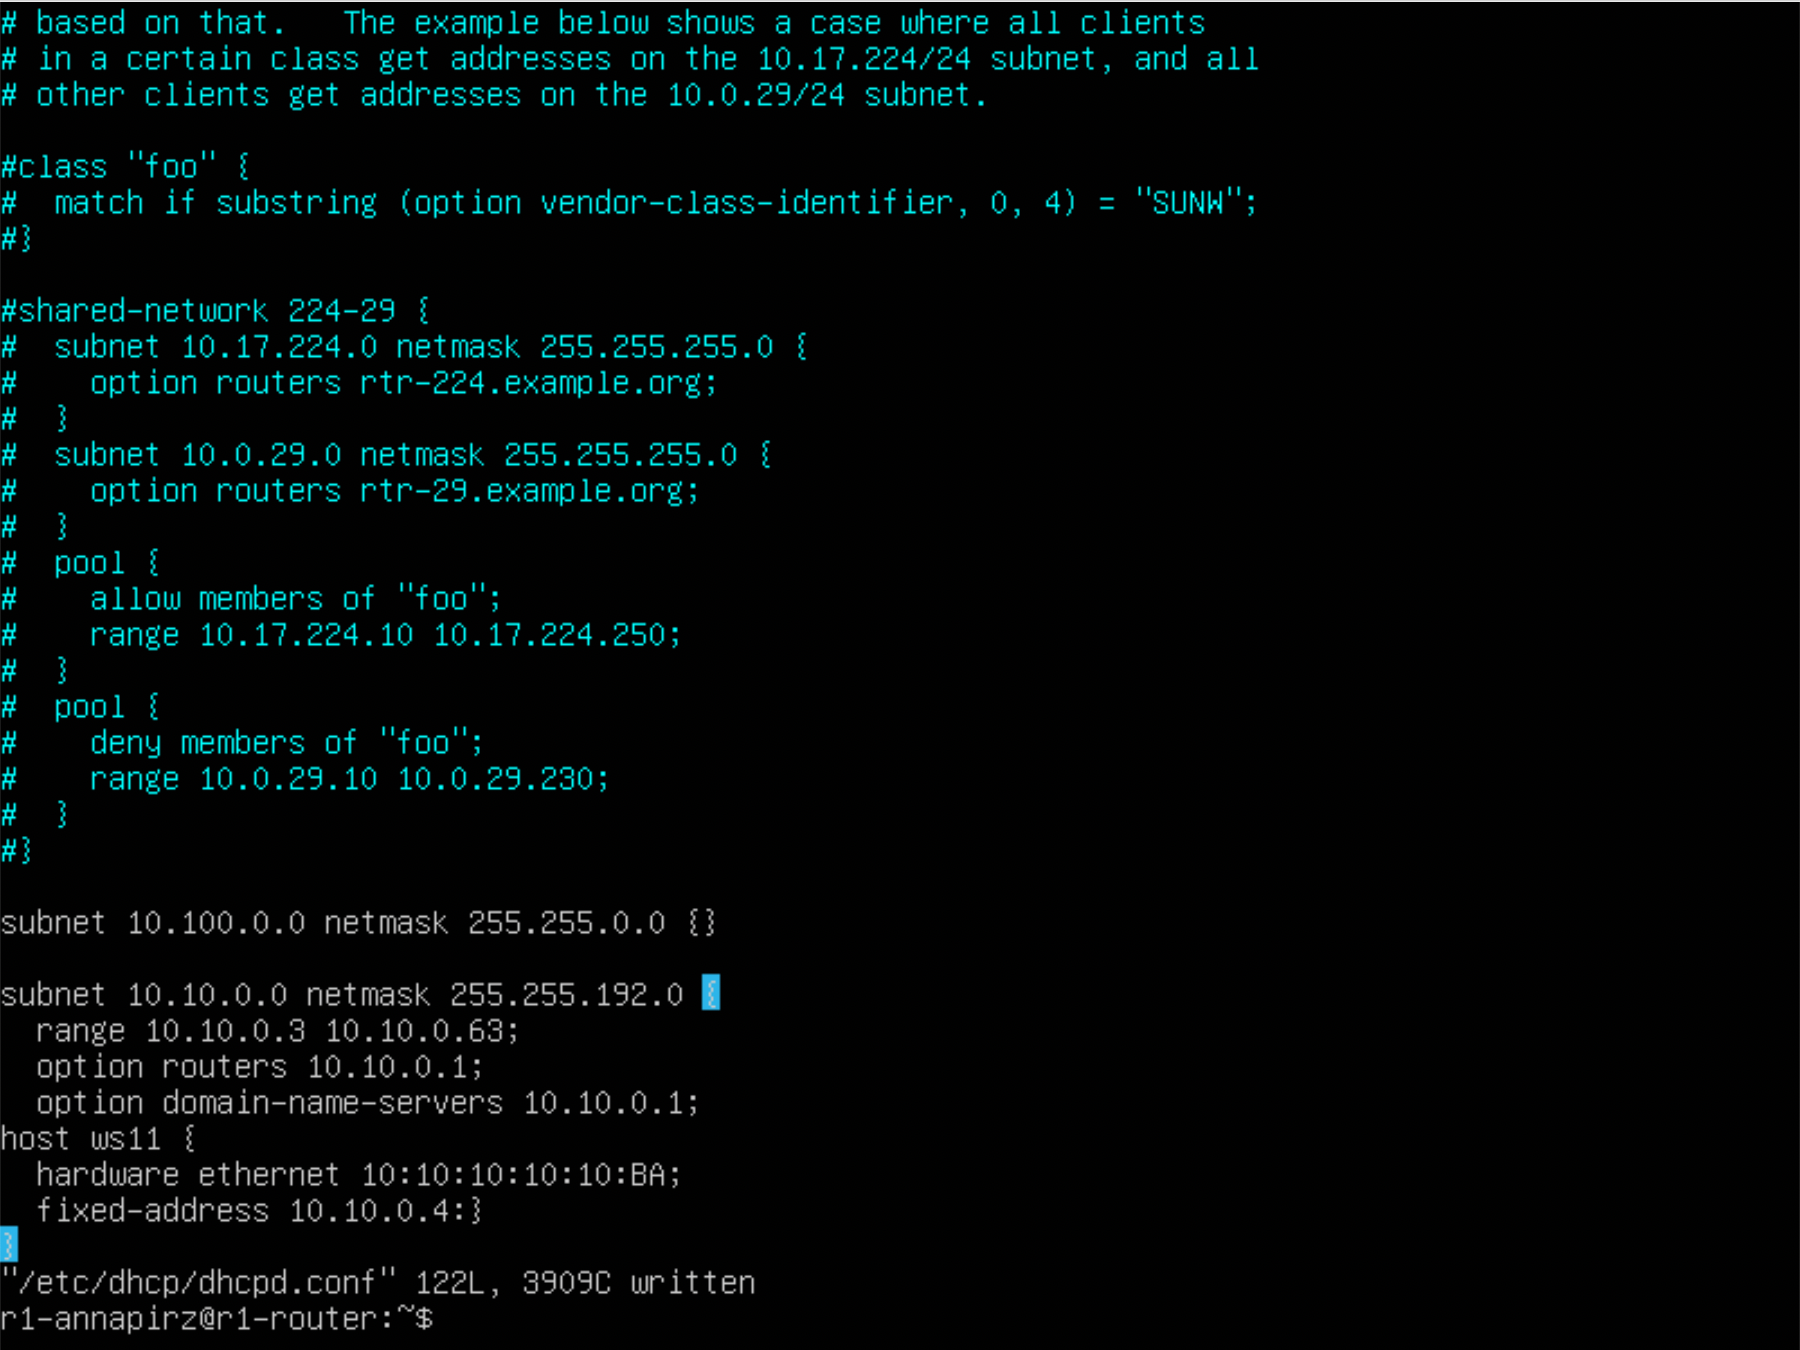 # based on that.   The example below shows a case where all clients
# in a certain class get addresses on the 10.17.224/24 subnet, and all
# other clients get addresses on the 10.0.29/24 subnet.

#class "foo" {
#  match if substring (option vendor-class-identifier, 0, 4) = "SUNW";
#}

#shared-network 224-29 {
#  subnet 10.17.224.0 netmask 255.255.255.0 {
#    option routers rtr-224.example.org;
#  }
#  subnet 10.0.29.0 netmask 255.255.255.0 {
#    option routers rtr-29.example.org;
#  }
#  pool {
#    allow members of "foo";
#    range 10.17.224.10 10.17.224.250;
#  }
#  pool {
#    deny members of "foo";
#    range 10.0.29.10 10.0.29.230;
#  }
#}

subnet 10.100.0.0 netmask 255.255.0.0 {}

subnet 10.10.0.0 netmask 255.255.192.0 {
  range 10.10.0.3 10.10.0.63;
  option routers 10.10.0.1;
  option domain-name-servers 10.10.0.1;
host ws11 {
  hardware ethernet 10:10:10:10:10:BA;
  fixed-address 10.10.0.4:}
}
"/etc/dhcp/dhcpd.conf" 122L, 3909C written
r1-annapirz@r1-router:~$